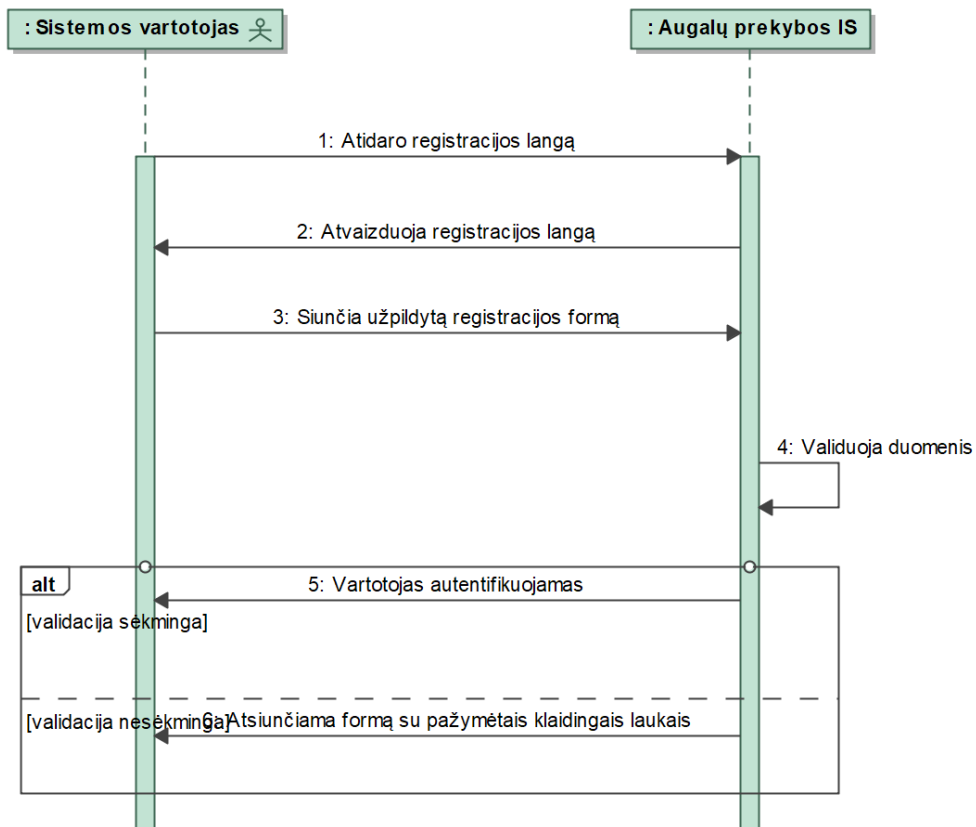 : Sistemos vartotojas
: Augalų prekybos IS
1: Atidaro registracijos langą
2: Atvaizduoja registracijos langą
3: Siunčia užpildytą registracijos formą
4: Validuoja duomenis
alt
5: Vartotojas autentifikuojamas
[validacija sėkminga]
[validacija nesėkminga]
6: Atsiunčiama formą su pažymėtais klaidingais laukais